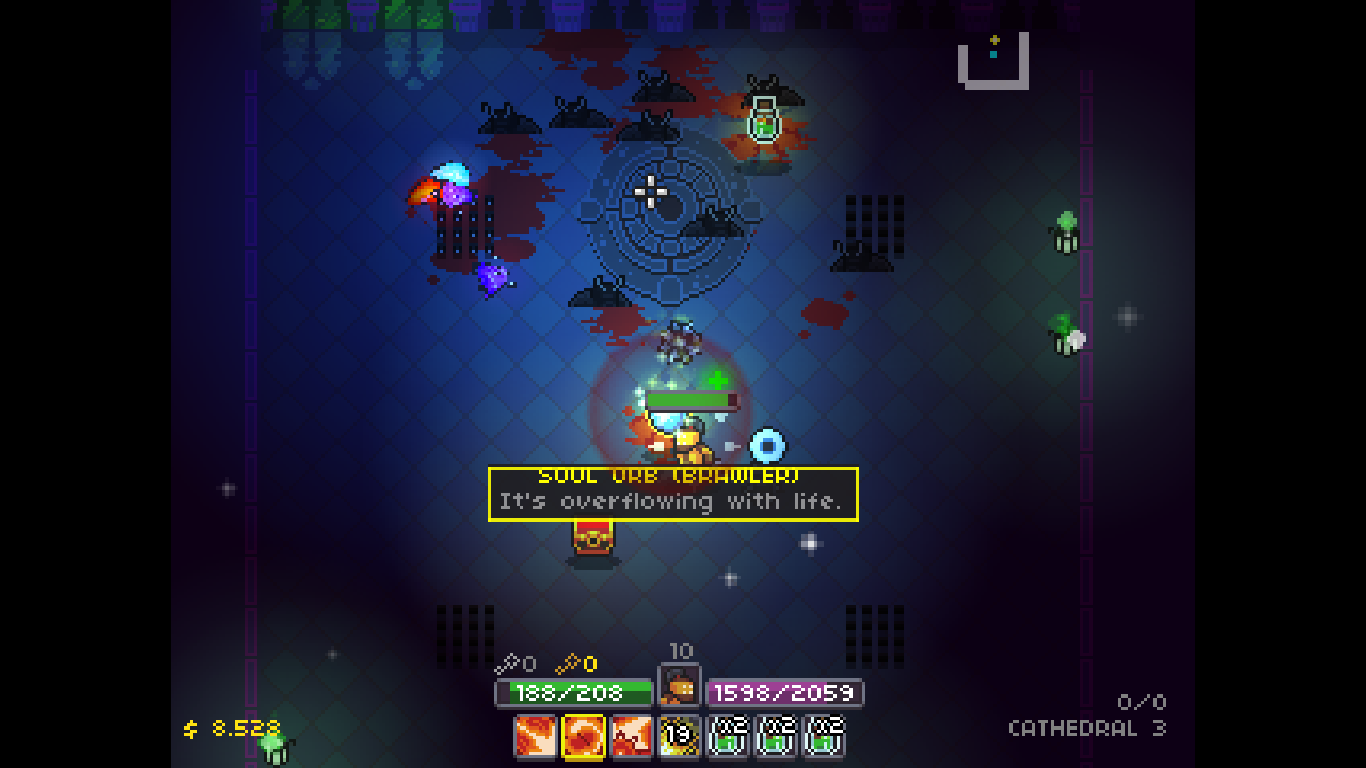 SOUL ORB (BRAWLER)
It's overflowing with life.
10
0
0
188/208
1598/2059
0/0
$ 8.528
19
x2
x2
x2
CATHEDRAL 3